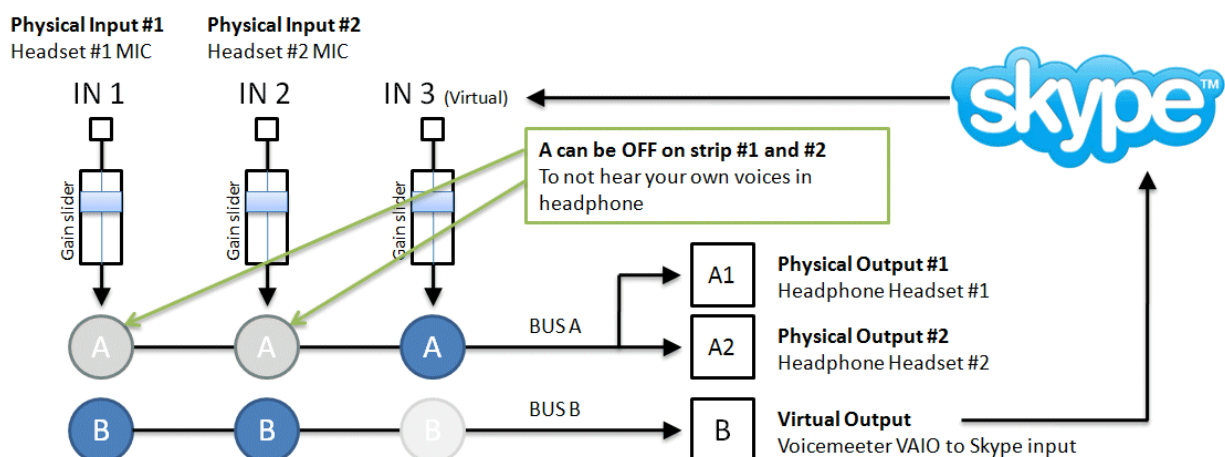 Physical Input #1
Headset #1 MIC
Physical Input #2
Headset #2 MIC
IN 1
IN 2
IN 3 (Virtual)
skype™
Gain slider
Gain slider
Gain slider
A can be OFF on strip #1 and #2
To not hear your own voices in
headphone
A
A
A
BUS A
A1
Physical Output #1
Headphone Headset #1
A2
Physical Output #2
Headphone Headset #2
B
B
B
BUS B
B
Virtual Output
Voicemeeter VAIO to Skype input